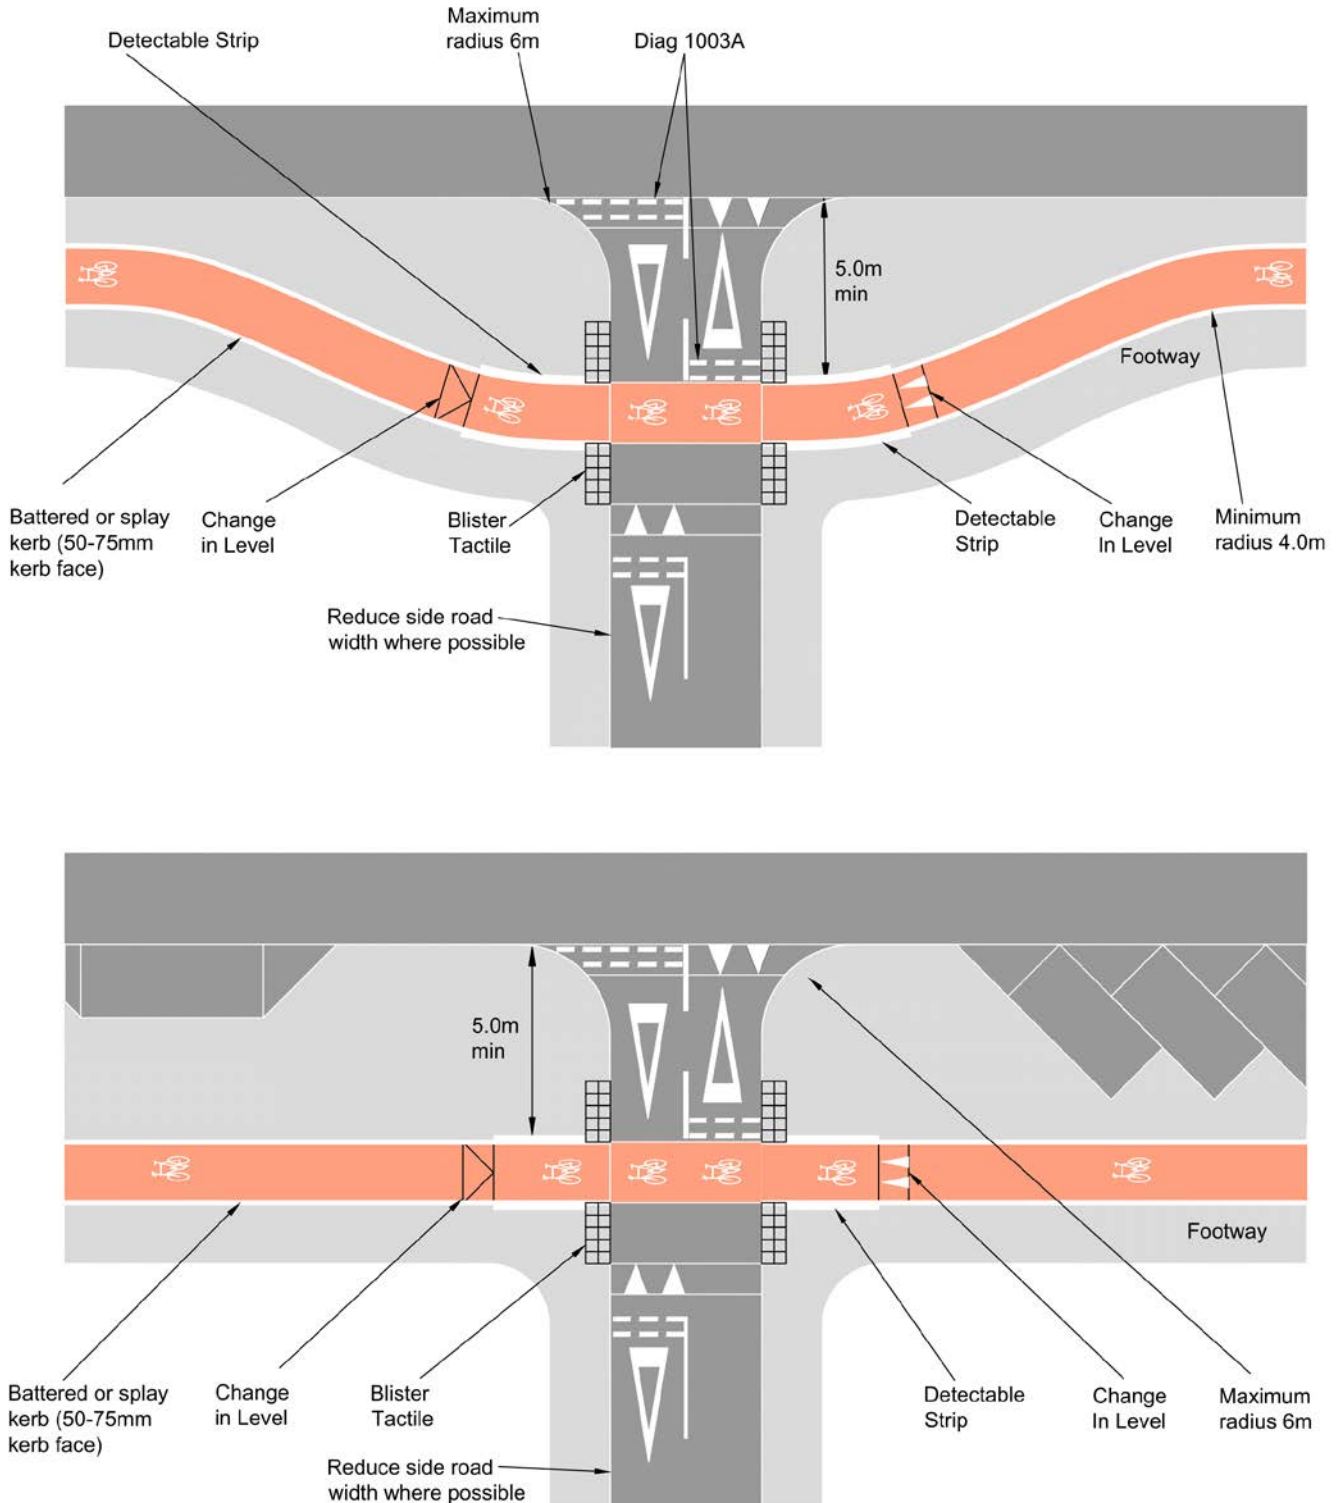 Maximum
radius 6m
Detectable Strip
Diag 1003A
5.0m
min
Footway
Battered or splay
kerb (50-75mm
kerb face)
Change
in Level
Blister
Tactile
Detectable
Strip
Change
In Level
Minimum
radius 4.0m
Reduce side road
width where possible
5.0m
min
Footway
Battered or splay
kerb (50-75mm
kerb face)
Change
in Level
Blister
Tactile
Detectable
Strip
Change
In Level
Maximum
radius 6m
Reduce side road
width where possible